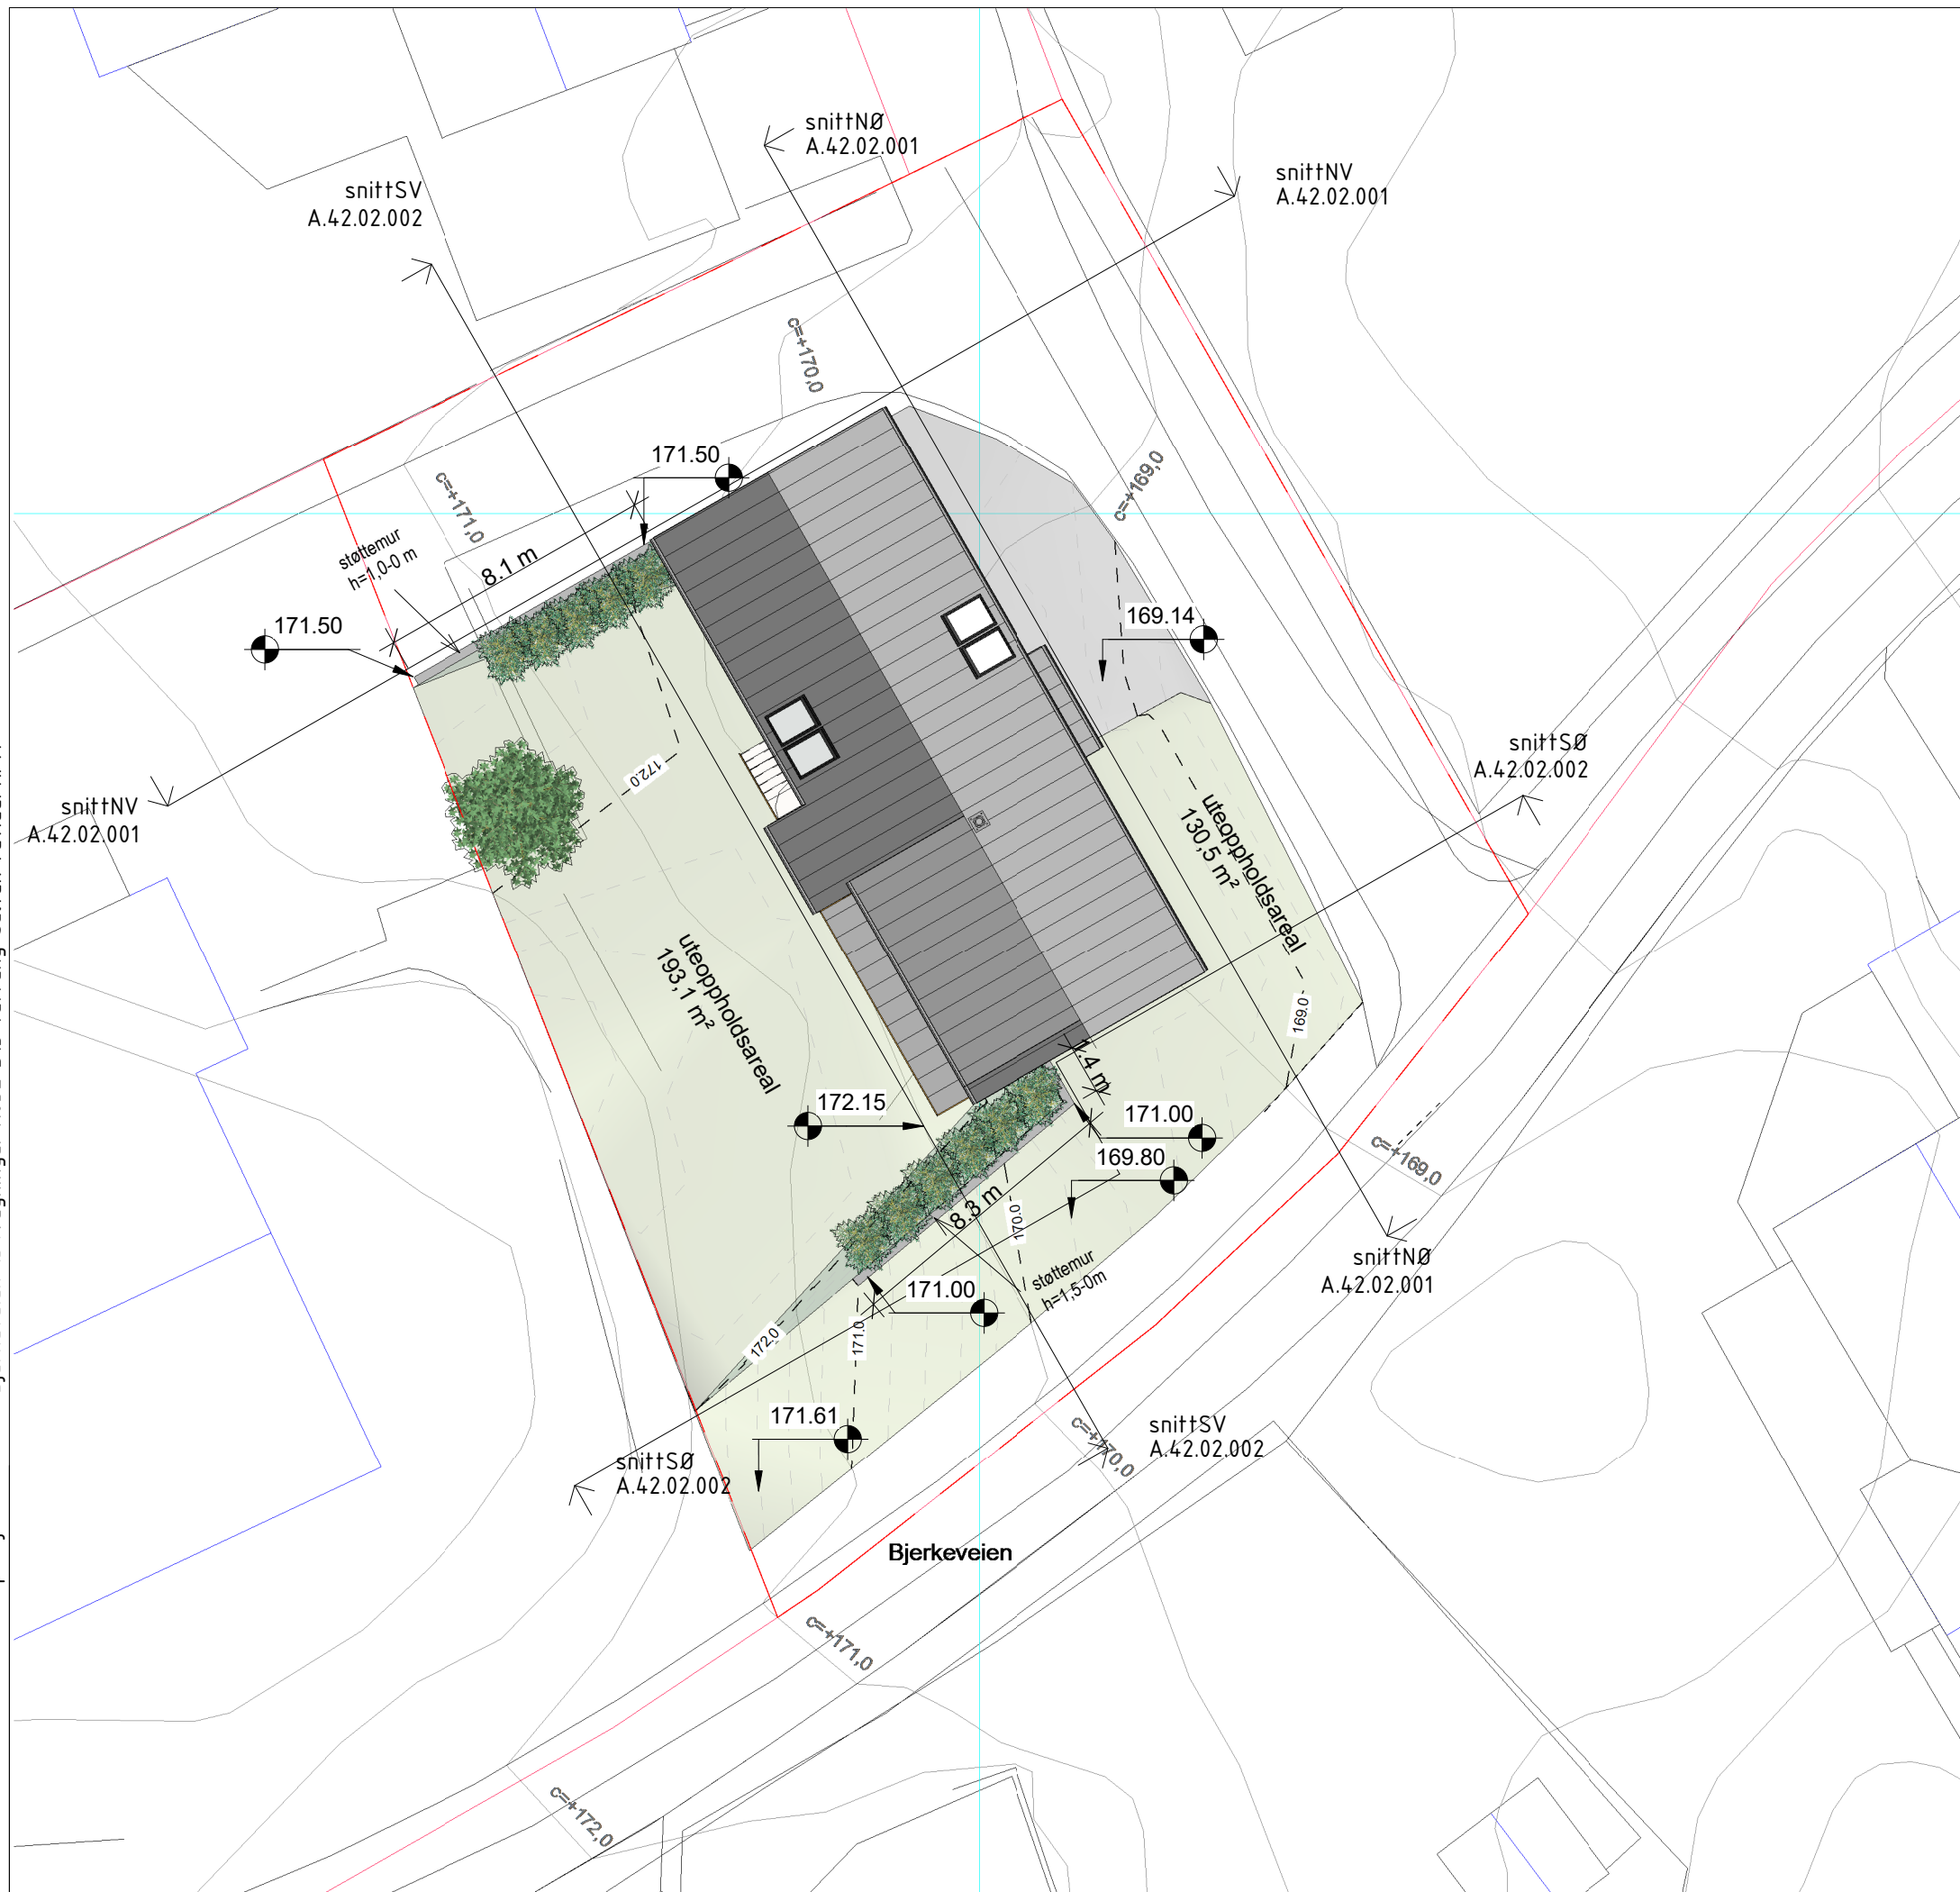 snittNØ
A.42.02.001
snittNV
A.42.02.001
snittSV
A.42.02.002
c=+170,0
171.50
c=+171,0
c=+169,0
støttemur
h=1,0-0 m
8.1 m
171.50
169.14
172.0
snittSØ
A.42.02.002
snittNV
A.42.02.001
uteoppholdsareal
130,5 m²
uteoppholdsareal
193,1 m²
169.0
172.15
171.00
169.80
c=+169,0
8.3 m
170.0
snittNØ
A.42.02.001
støttemur
h=1,5-0m
171.00
172.0
171.0
171.61
snittSV
A.42.02.002
c=+170,0
snittSØ
A.42.02.002
Bjerkeveien
c=+171,0
c=+172,0